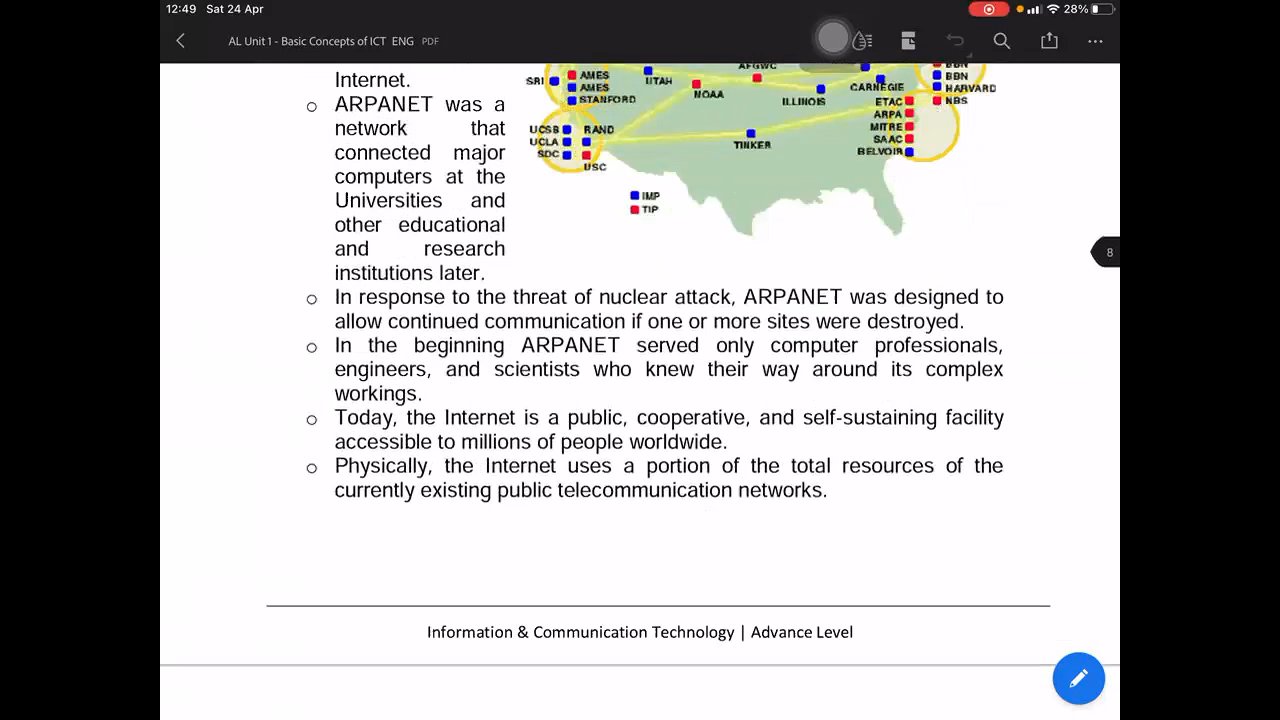 12:49 Sat 24 Apr
28%
AL Unit 1 - Basic Concepts of ICT ENG PDF
Internet.
o ARPANET was a
network that
connected major
computers at the
Universities and
other educational
and research
institutions later.
AFGWC
BBN
SRI AMES UTAH BBN
AMES NOAA CARNEGIE HARVARD
STANFORD ILLINOIS ETAC NBS
ARPA
UCSB RAND MITRE
UCLA TINKER SAAC
SDC BELVOIR
USC
IMP
TIP
8
o In response to the threat of nuclear attack, ARPANET was designed to
allow continued communication if one or more sites were destroyed.
o In the beginning ARPANET served only computer professionals,
engineers, and scientists who knew their way around its complex
workings.
o Today, the Internet is a public, cooperative, and self-sustaining facility
accessible to millions of people worldwide.
o Physically, the Internet uses a portion of the total resources of the
currently existing public telecommunication networks.
Information & Communication Technology | Advance Level